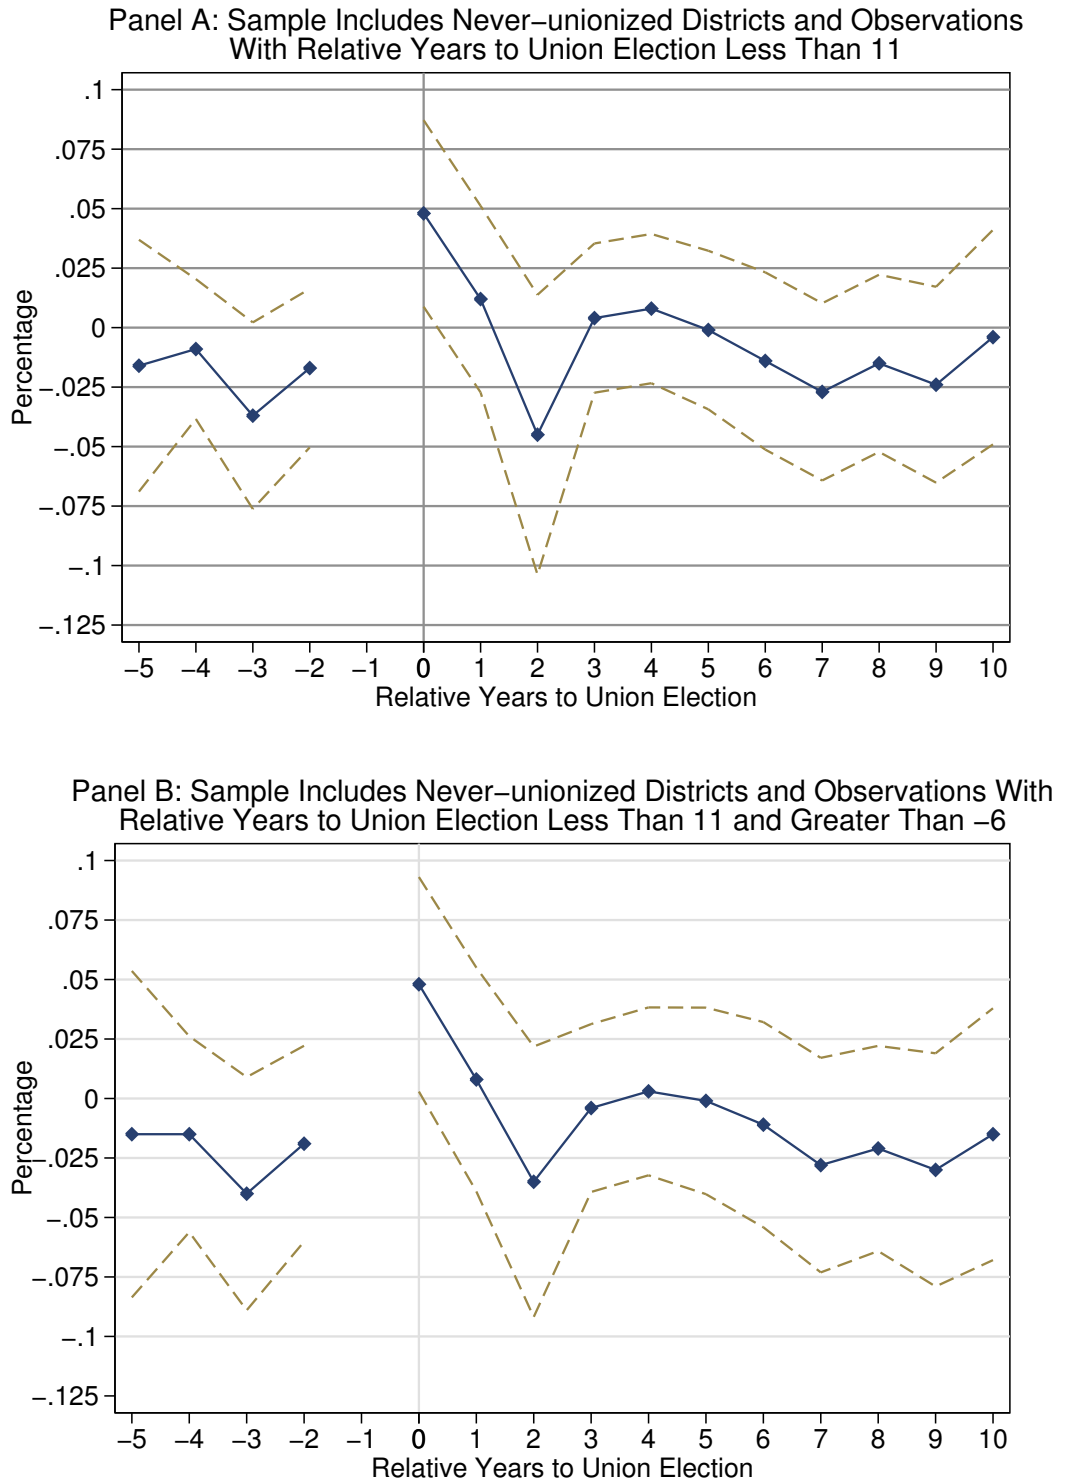 Panel A: Sample Includes Never−unionized Districts and Observations
With Relative Years to Union Election Less Than 11
.1
.075
.05
.025
0
−.025
−.05
−.075
−.1
−.125
Percentage
−5 −4 −3 −2 −1 0 1 2 3 4 5 6 7 8 9 10
Relative Years to Union Election
Panel B: Sample Includes Never−unionized Districts and Observations With
Relative Years to Union Election Less Than 11 and Greater Than −6
.1
.075
.05
.025
0
−.025
−.05
−.075
−.1
−.125
Percentage
−5 −4 −3 −2 −1 0 1 2 3 4 5 6 7 8 9 10
Relative Years to Union Election